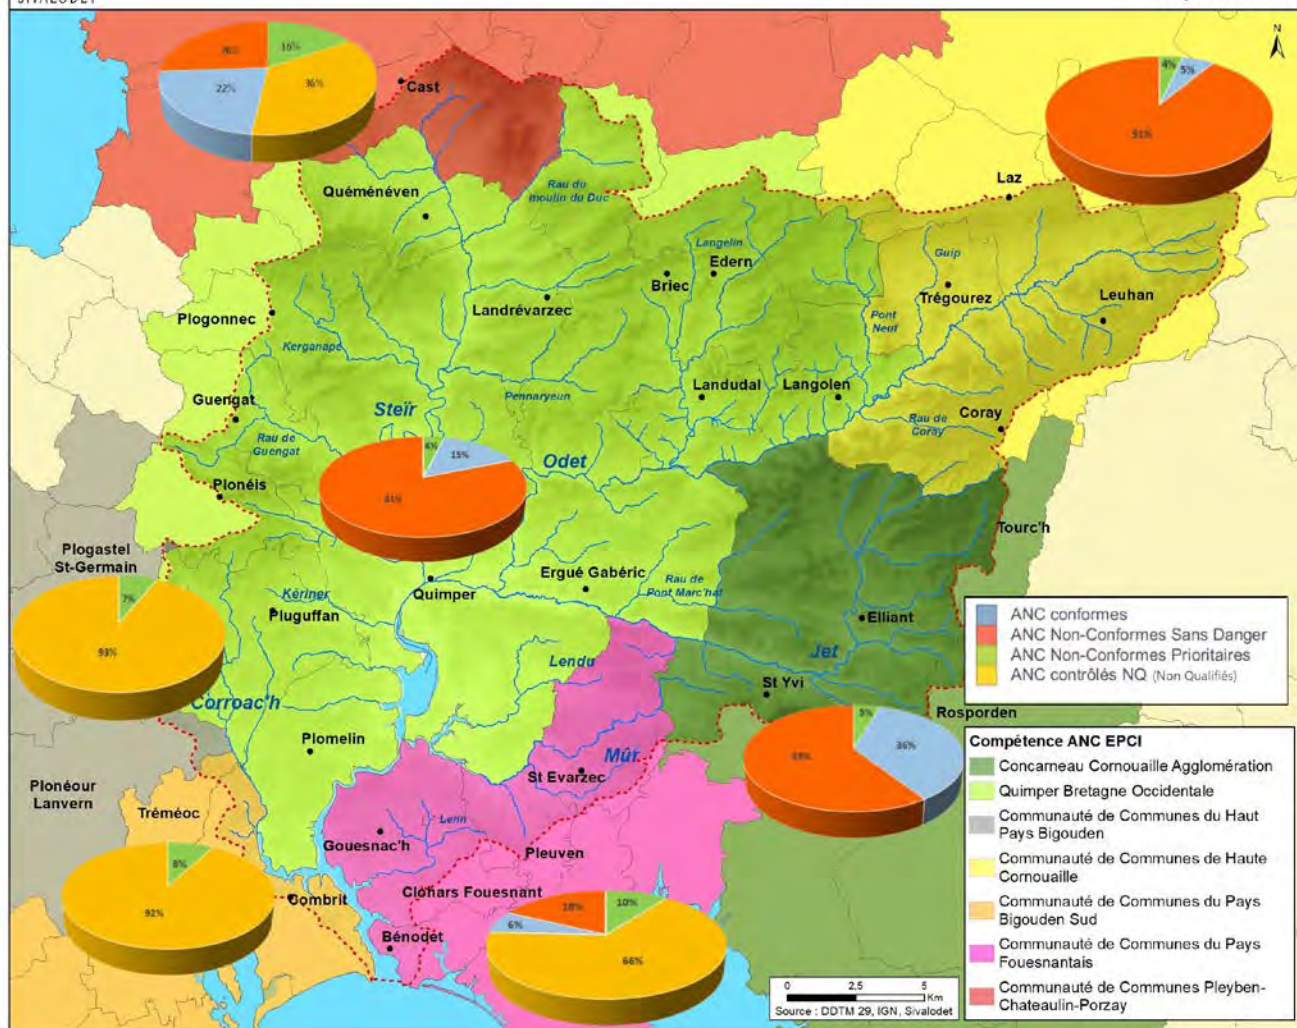 SIVALODET
N
26%
16%
36%
22%
4%
5%
91%
Cast
Laz
Quéménéven
Rau du
moulin du Duc
Langelin
Edern
Briec
Guip
Trégourez
Leuhan
Plogonnec
Landrévarzec
Kerganapé
Pont
Neuf
Guengat
Steïr
Pennaryeun
Landudal
Langolen
Rau de
Coray
Coray
Rau de
Guengat
4%
15%
81%
Odet
Plonéis
Tourc'h
Plogastel
St-Germain
7%
93%
Kériner
Pluguffan
Quimper
Ergué Gabéric
Rau de
Pont Marc'hat
Elliant
Jet
Lendu
Corroac'h
St Yvi
Rosporden
5%
36%
59%
Plomelin
Mûr
St Evarzec
Plonéour
Lanvern
Tréméoc
Lenn
Gouesnac'h
Pleuven
8%
92%
Combrit
Clohars Fouesnant
Bénodet
18%
10%
6%
66%
ANC conformes
ANC Non-Conformes Sans Danger
ANC Non-Conformes Prioritaires
ANC contrôlés NQ (Non Qualifiés)
Compétence ANC EPCI
Concarneau Cornouaille Agglomération
Quimper Bretagne Occidentale
Communauté de Communes du Haut
Pays Bigouden
Communauté de Communes de Haute
Cornouaille
Communauté de Communes du Pays
Bigouden Sud
Communauté de Communes du Pays
Fouesnantais
Communauté de Communes Pleyben-
Chateaulin-Porzay
0 2.5 5
Km
Source : DDTM 29, IGN, Sivalodet